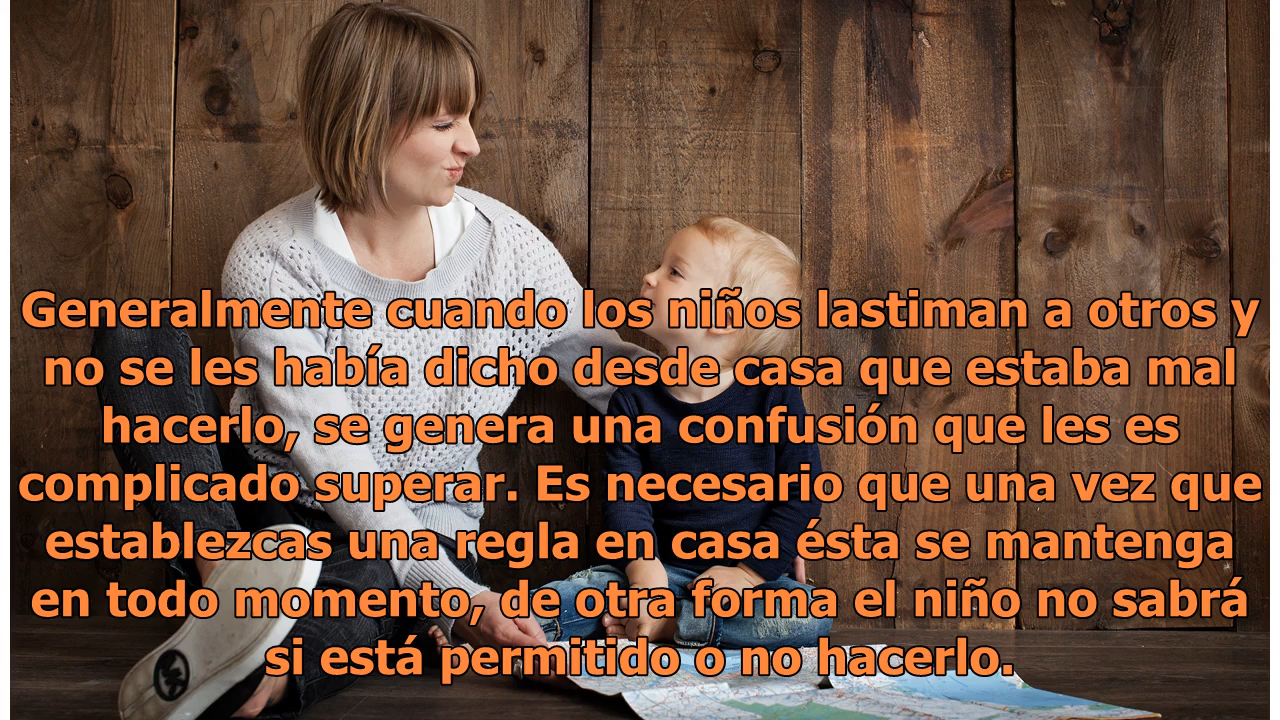 Generalmente cuando los niños lastiman a otros y
no se les había dicho desde casa que estaba mal
hacerlo, se genera una confusión que les es
complicado superar. Es necesario que una vez que
establezcas una regla en casa ésta se mantenga
en todo momento, de otra forma el niño no sabrá
si está permitido o no hacerlo.